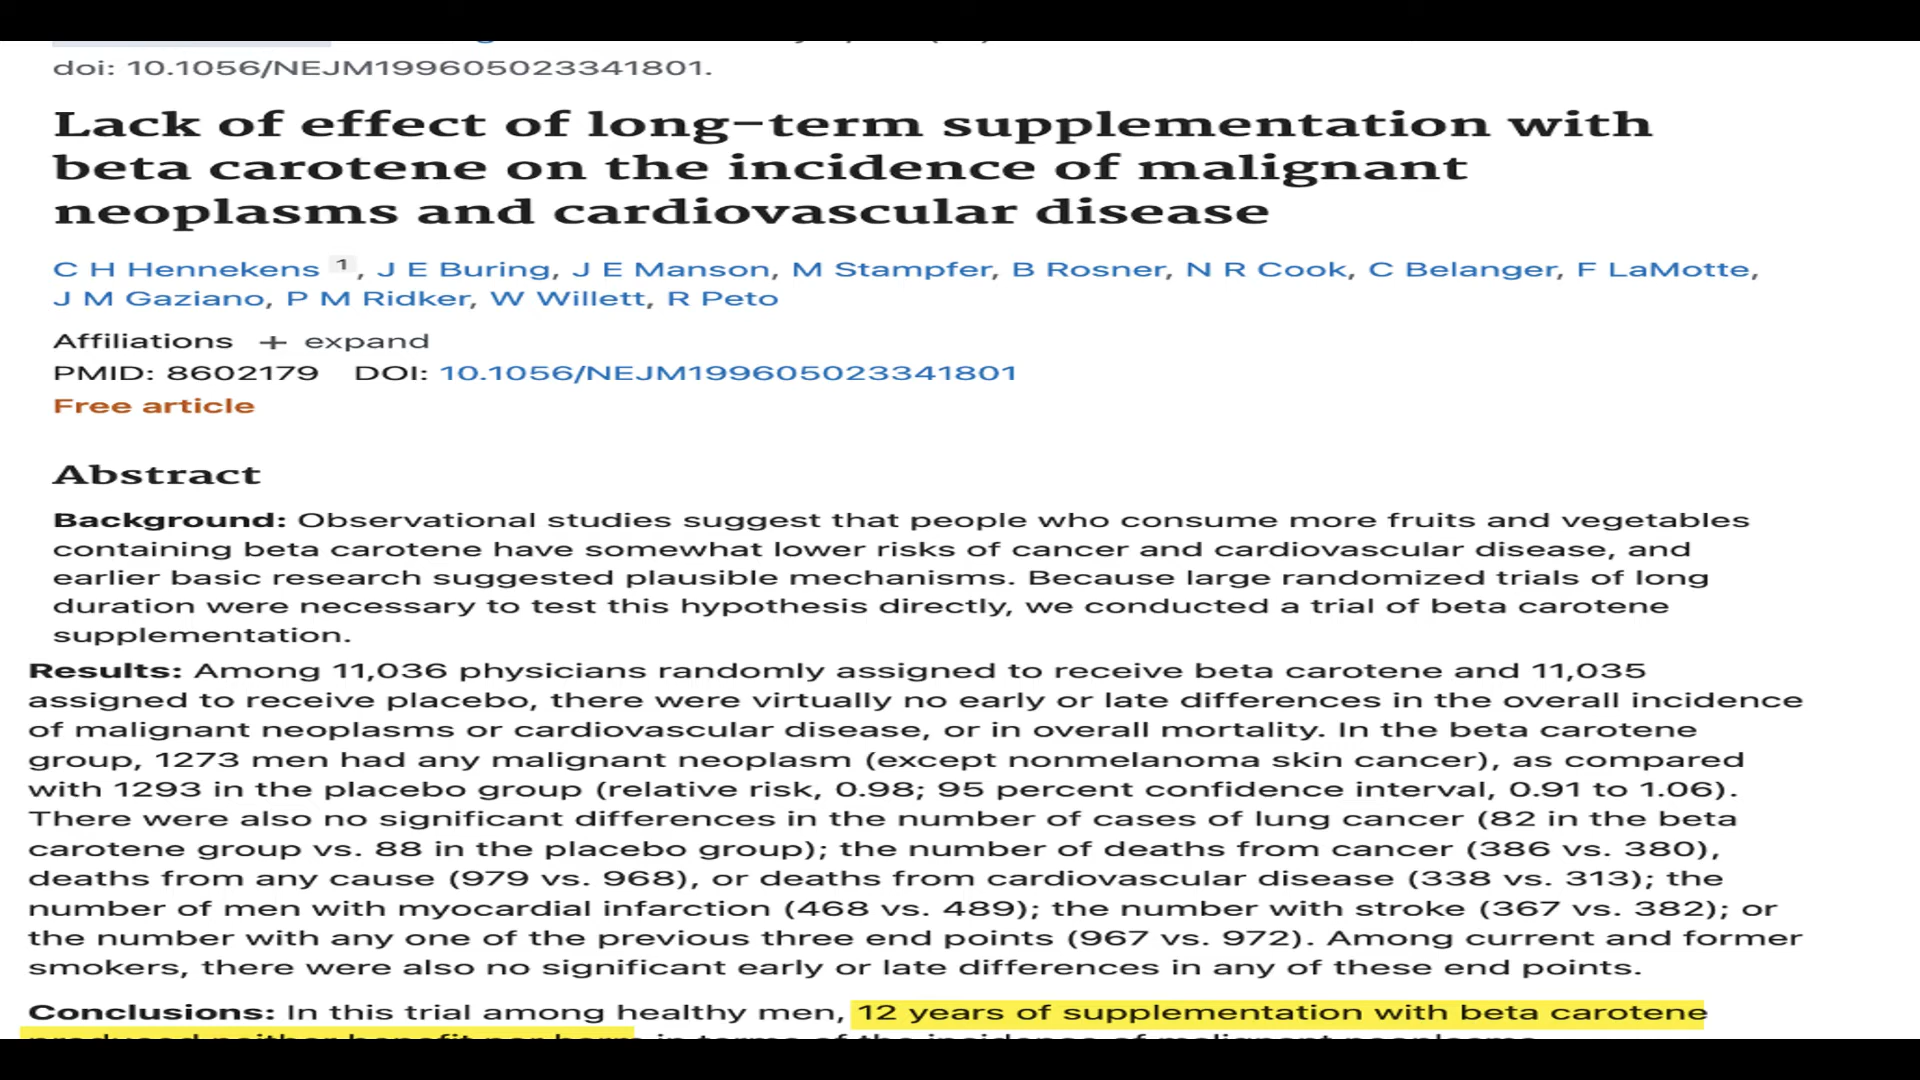 doi: 10.1056/NEJM199605023341801.
Lack of effect of long-term supplementation with
beta carotene on the incidence of malignant
neoplasms and cardiovascular disease
C H Hennekens 1, J E Buring, J E Manson, M Stampfer, B Rosner, N R Cook, C Belanger, F LaMotte,
J M Gaziano, P M Ridker, W Willett, R Peto
Affiliations + expand
PMID: 8602179 DOI: 10.1056/NEJM199605023341801
Free article
Abstract
Background: Observational studies suggest that people who consume more fruits and vegetables
containing beta carotene have somewhat lower risks of cancer and cardiovascular disease, and
earlier basic research suggested plausible mechanisms. Because large randomized trials of long
duration were necessary to test this hypothesis directly, we conducted a trial of beta carotene
supplementation.
Results: Among 11,036 physicians randomly assigned to receive beta carotene and 11,035
assigned to receive placebo, there were virtually no early or late differences in the overall incidence
of malignant neoplasms or cardiovascular disease, or in overall mortality. In the beta carotene
group, 1273 men had any malignant neoplasm (except nonmelanoma skin cancer), as compared
with 1293 in the placebo group (relative risk, 0.98; 95 percent confidence interval, 0.91 to 1.06).
There were also no significant differences in the number of cases of lung cancer (82 in the beta
carotene group vs. 88 in the placebo group); the number of deaths from cancer (386 vs. 380),
deaths from any cause (979 vs. 968), or deaths from cardiovascular disease (338 vs. 313); the
number of men with myocardial infarction (468 vs. 489); the number with stroke (367 vs. 382); or
the number with any one of the previous three end points (967 vs. 972). Among current and former
smokers, there were also no significant early or late differences in any of these end points.
Conclusions: In this trial among healthy men, 12 years of supplementation with beta carotene
produced neither benefit nor harm in terms of the incidence of malignant neoplasms